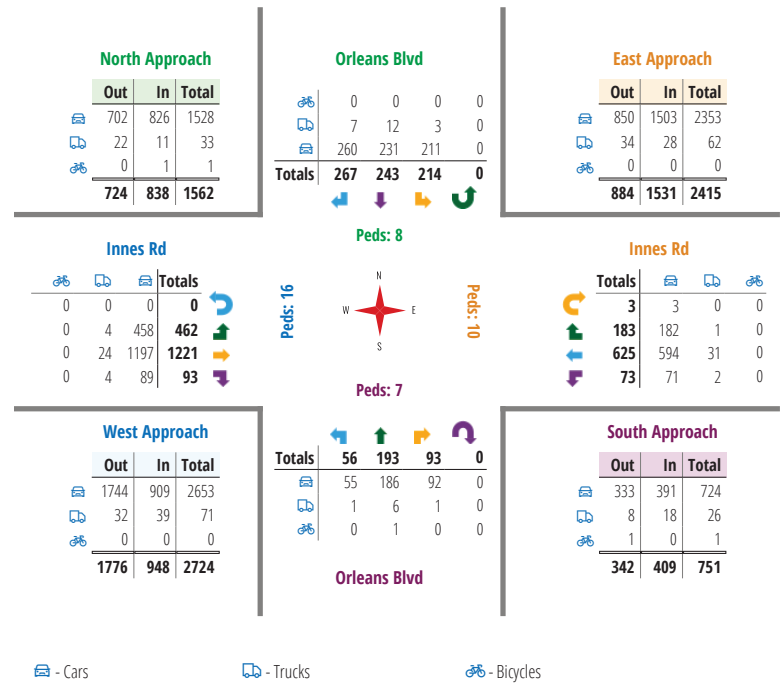 North Approach
Out In Total
702 826 1528
22 11 33
0 1 1
724 838 1562
Orleans Blvd
0 0 0 0
7 12 3 0
260 231 211 0
Totals 267 243 214 0
East Approach
Out In Total
850 1503 2353
34 28 62
0 0 0
884 1531 2415
Innes Rd
Totals
0 0 0 0
0 4 458 462
0 24 1197 1221
0 4 89 93
Peds: 8
Peds: 16
N
W E
S
Peds: 10
Peds: 7
Innes Rd
Totals
3 3 0 0
183 182 1 0
625 594 31 0
73 71 2 0
West Approach
Out In Total
1744 909 2653
32 39 71
0 0 0
1776 948 2724
Totals 56 193 93 0
55 186 92 0
1 6 1 0
0 1 0 0
Orleans Blvd
South Approach
Out In Total
333 391 724
8 18 26
1 0 1
342 409 751
- Cars
- Trucks
- Bicycles